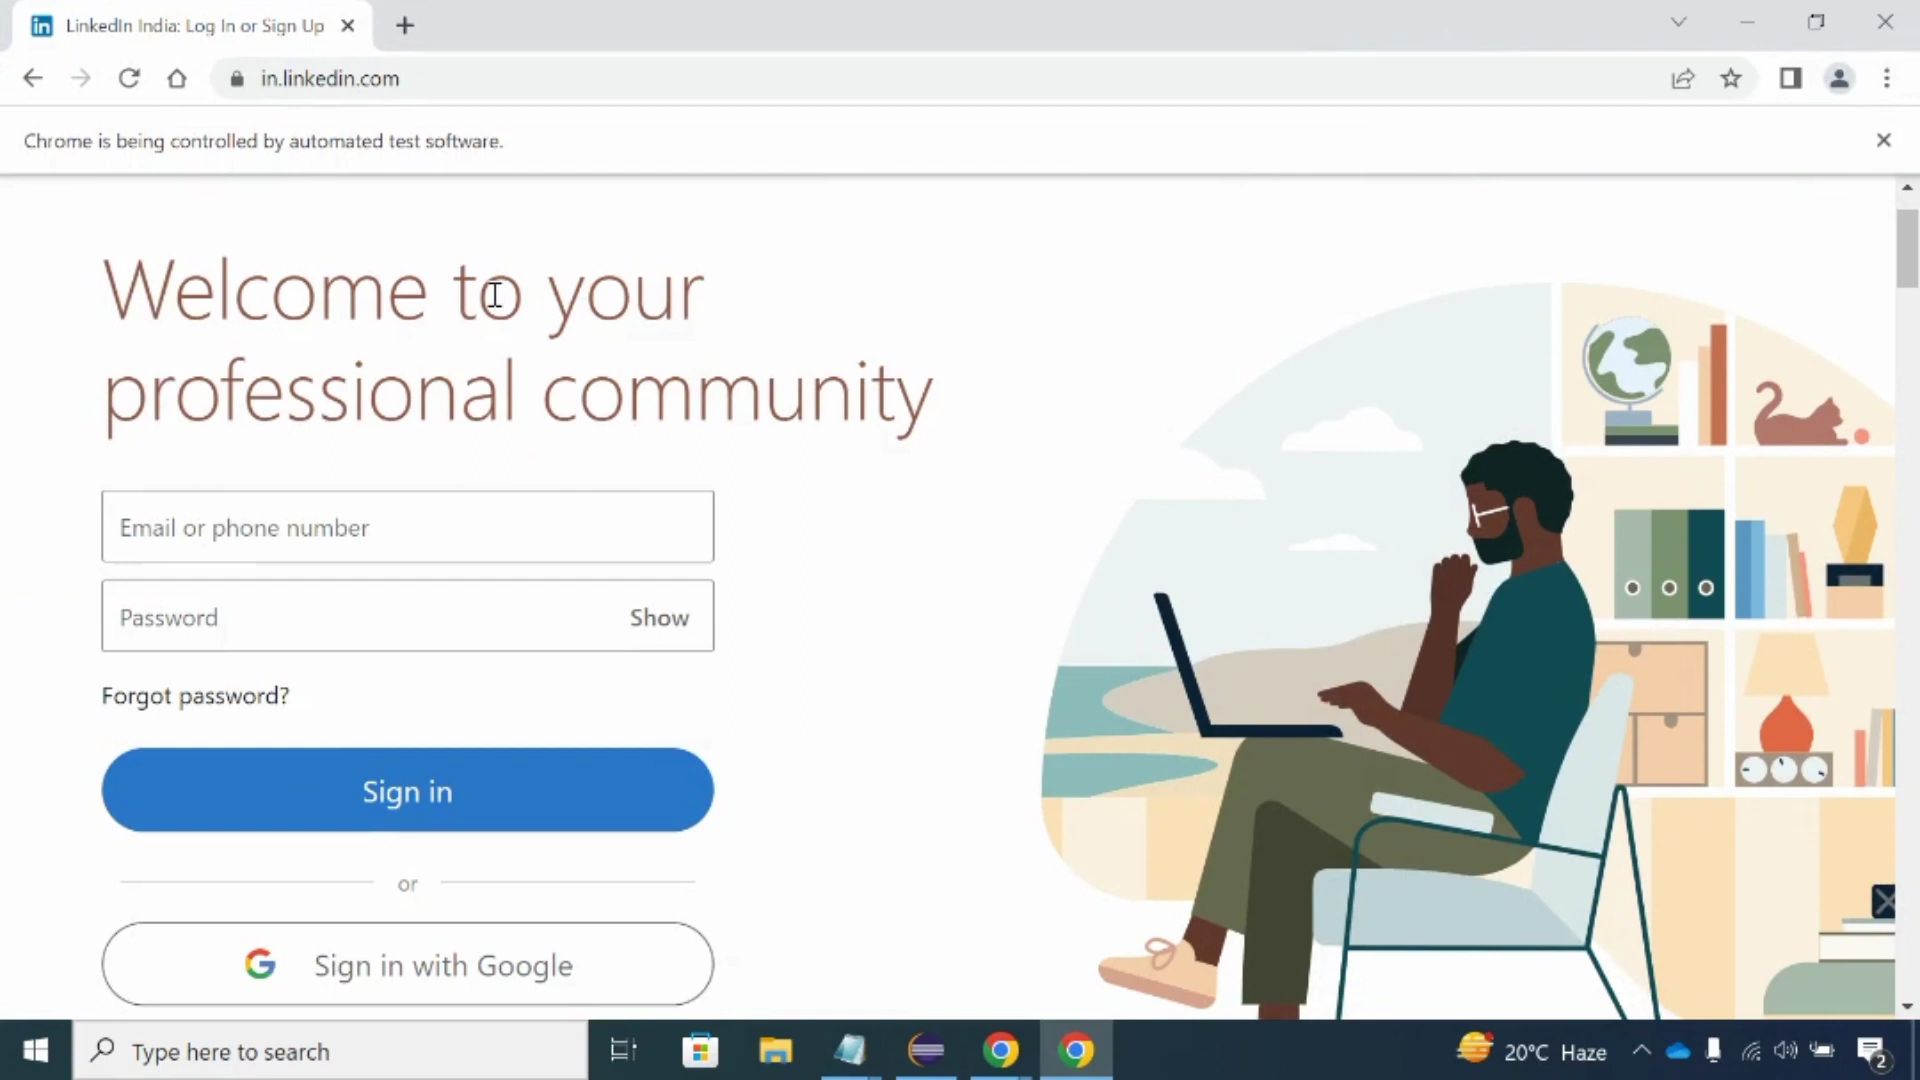 LinkedIn India: Log In or Sign Up
in.linkedin.com
Chrome is being controlled by automated test software.
Welcome to your
professional community
Email or phone number
Password Show
Forgot password?
Sign in
or
Sign in with Google
Type here to search
20°C Haze
2